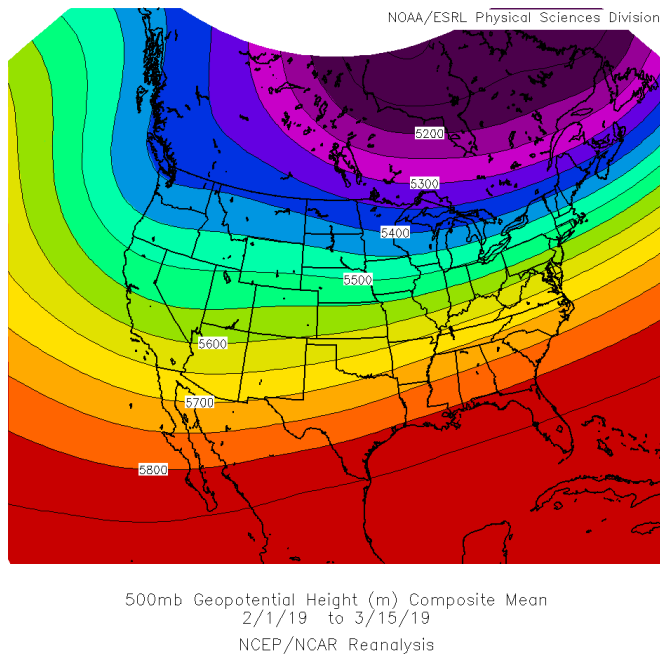 NOAA/ESRL Physical Sciences Division
5200
5300
5400
5500
5600
5700
5800
500mb Geopotential Height (m) Composite Mean
2/1/19 to 3/15/19
NCEP/NCAR Reanalysis